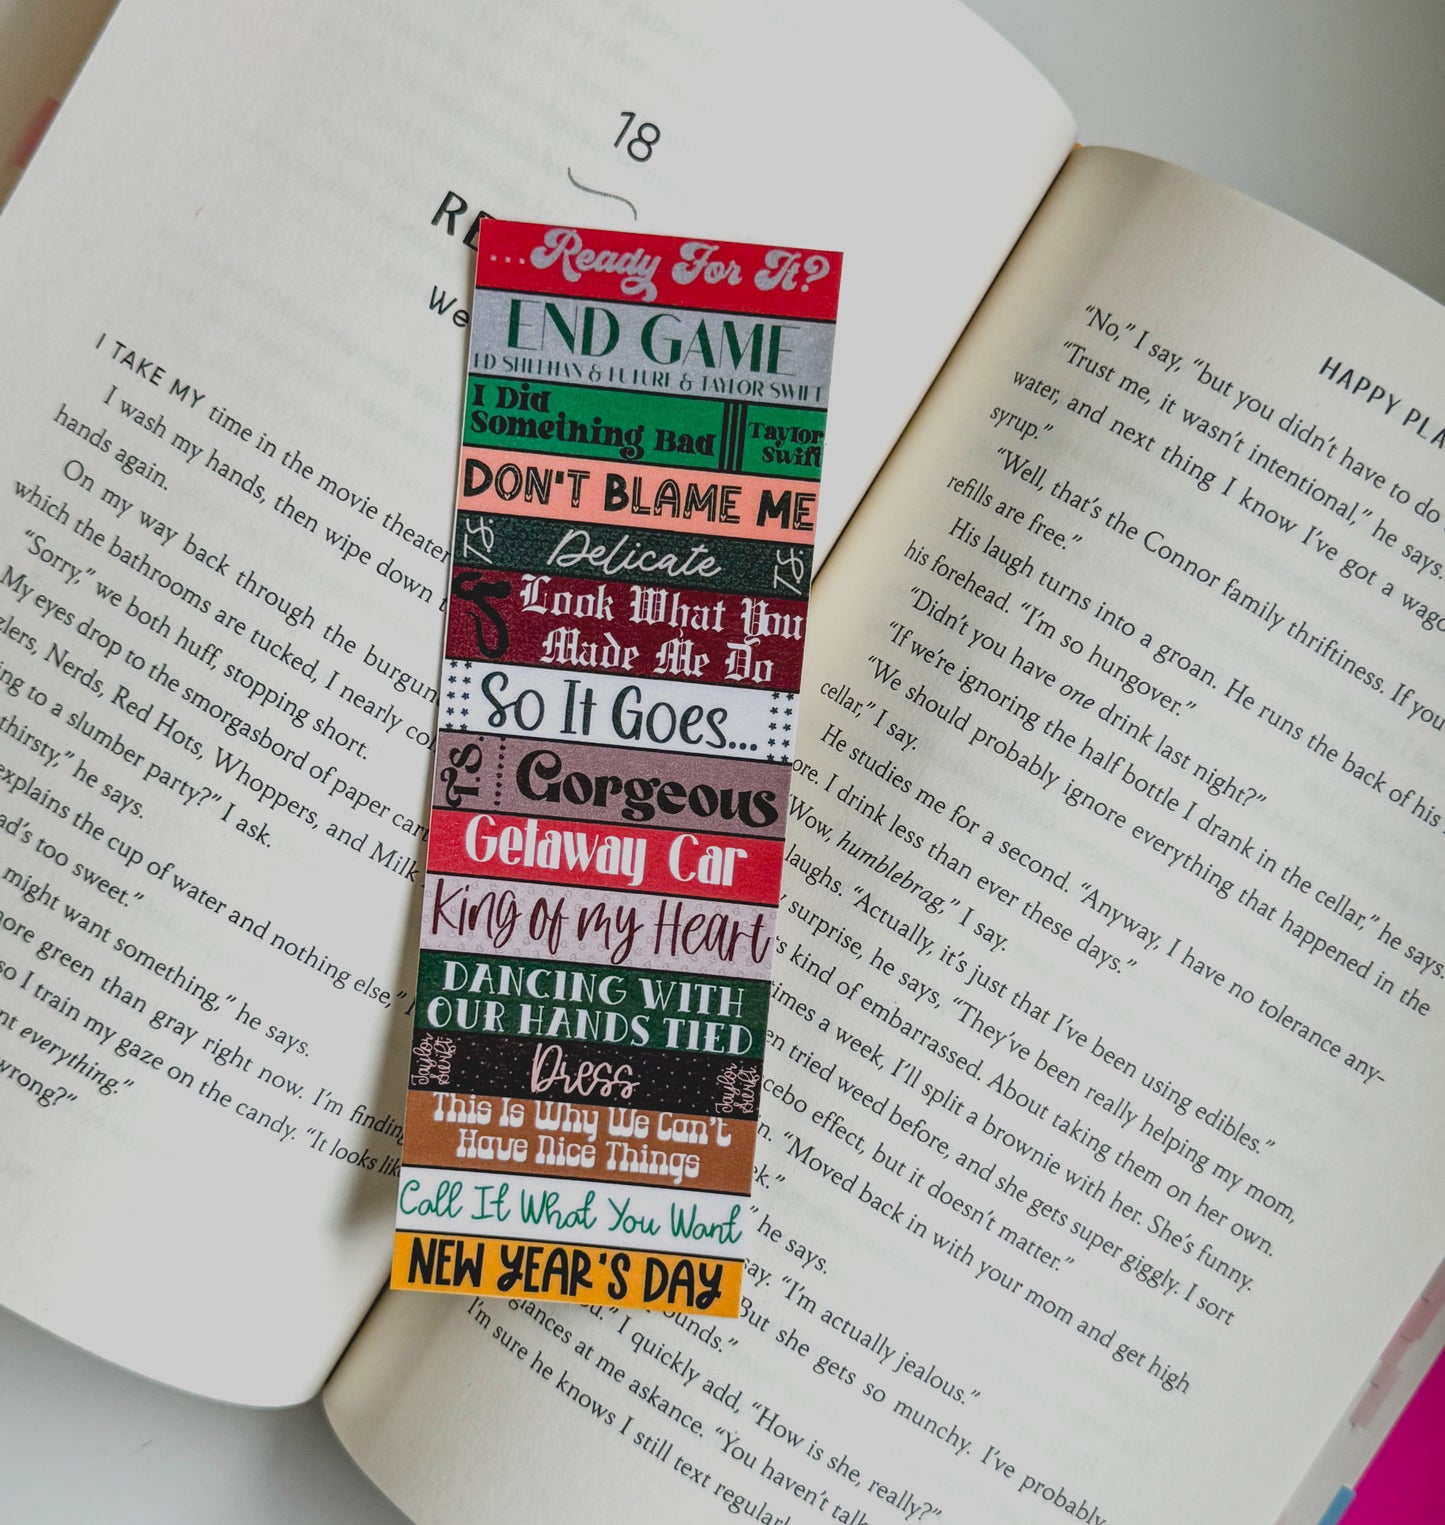 18
We
I TAKE MY time in the movie theater
I wash my hands, then wipe down
hands again.
On my way back through the burgun
which the bathrooms are tucked, I nearly co
“Sorry,” we both huff, stopping short.
My eyes drop to the smorgasbord of paper car
zlers, Nerds, Red Hots, Whoppers, and Milk
ing to a slumber party?” I ask.
thirsty,” he says.
explains the cup of water and nothing else,”
ad’s too sweet.”
might want something,” he says.
more green than gray right now. I’m finding
so I train my gaze on the candy. “It looks lik
nt everything.”
wrong?”
...Ready For It?
END GAME
ED SHEERAN & FUTURE & TAYLOR SWIFT
I Did
Something Bad
Taylor
Swift
DON'T BLAME ME
T.S.
Delicate
T.S.
Look What You
Made Me Do
So It Goes...
T.S.
Gorgeous
Getaway Car
King of my Heart
DANCING WITH
OUR HANDS TIED
Taylor
Swift
Dress
Taylor
Swift
This Is Why We Can't
Have Nice Things
Call It What You Want
NEW YEAR'S DAY
HAPPY PLA
“No,” I say, “but you didn’t have to do
“Trust me, it wasn’t intentional,” he says.
water, and next thing I know I’ve got a wago
syrup.”
“Well, that’s the Connor family thriftiness. If you
refills are free.”
His laugh turns into a groan. He runs the back of his
his forehead. “I’m so hungover.”
“Didn’t you have one drink last night?”
“If we’re ignoring the half bottle I drank in the cellar,” he says.
“We should probably ignore everything that happened in the
cellar,” I say.
He studies me for a second. “Anyway, I have no tolerance any-
ore. I drink less than ever these days.”
“Wow, humblebrag,” I say.
laughs. “Actually, it’s just that I’ve been using edibles.”
surprise, he says, “They’ve been really helping my mom,
’s kind of embarrassed. About taking them on her own.
times a week, I’ll split a brownie with her. She’s funny.
en tried weed before, and she gets super giggly. I sort
cebo effect, but it doesn’t matter.”
n. “Moved back in with your mom and get high
k.”
” he says.
say. “I’m actually jealous.”
But she gets so munchy. I’ve probably
ounds.”
” I quickly add, “How is she, really?”
glances at me askance. “You haven’t talk
I’m sure he knows I still text regularl